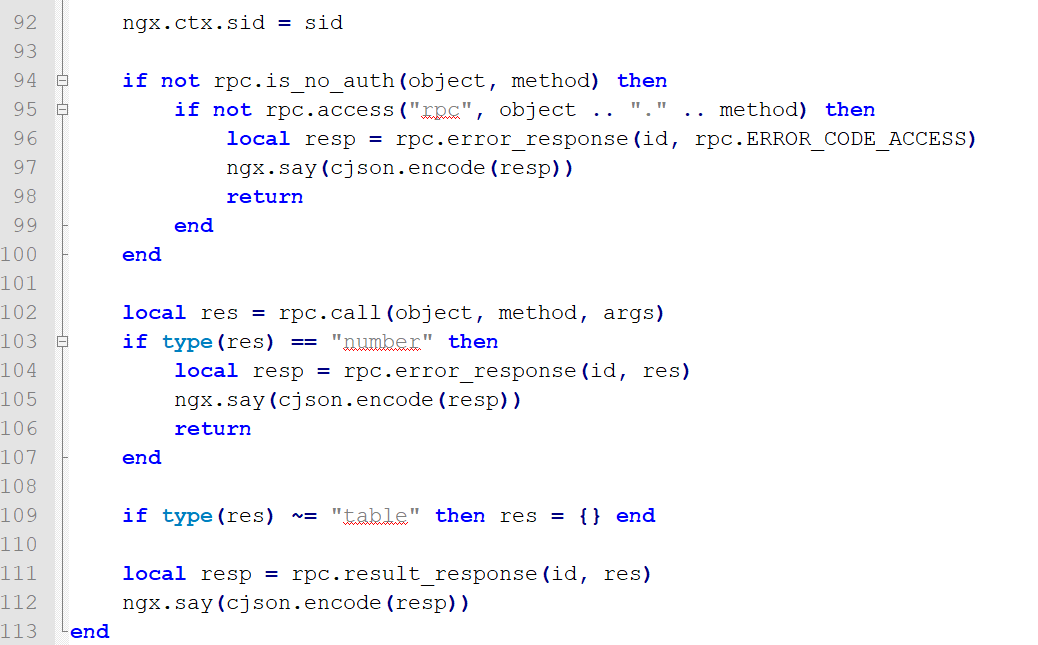 92 ngx.ctx.sid = sid
93
94 if not rpc.is_no_auth(object, method) then
95 if not rpc.access("rpc", object .. "." .. method) then
96 local resp = rpc.error_response(id, rpc.ERROR_CODE_ACCESS)
97 ngx.say(cjson.encode(resp))
98 return
99 end
100 end
101
102 local res = rpc.call(object, method, args)
103 if type(res) == "number" then
104 local resp = rpc.error_response(id, res)
105 ngx.say(cjson.encode(resp))
106 return
107 end
108
109 if type(res) ~= "table" then res = {} end
110
111 local resp = rpc.result_response(id, res)
112 ngx.say(cjson.encode(resp))
113 end